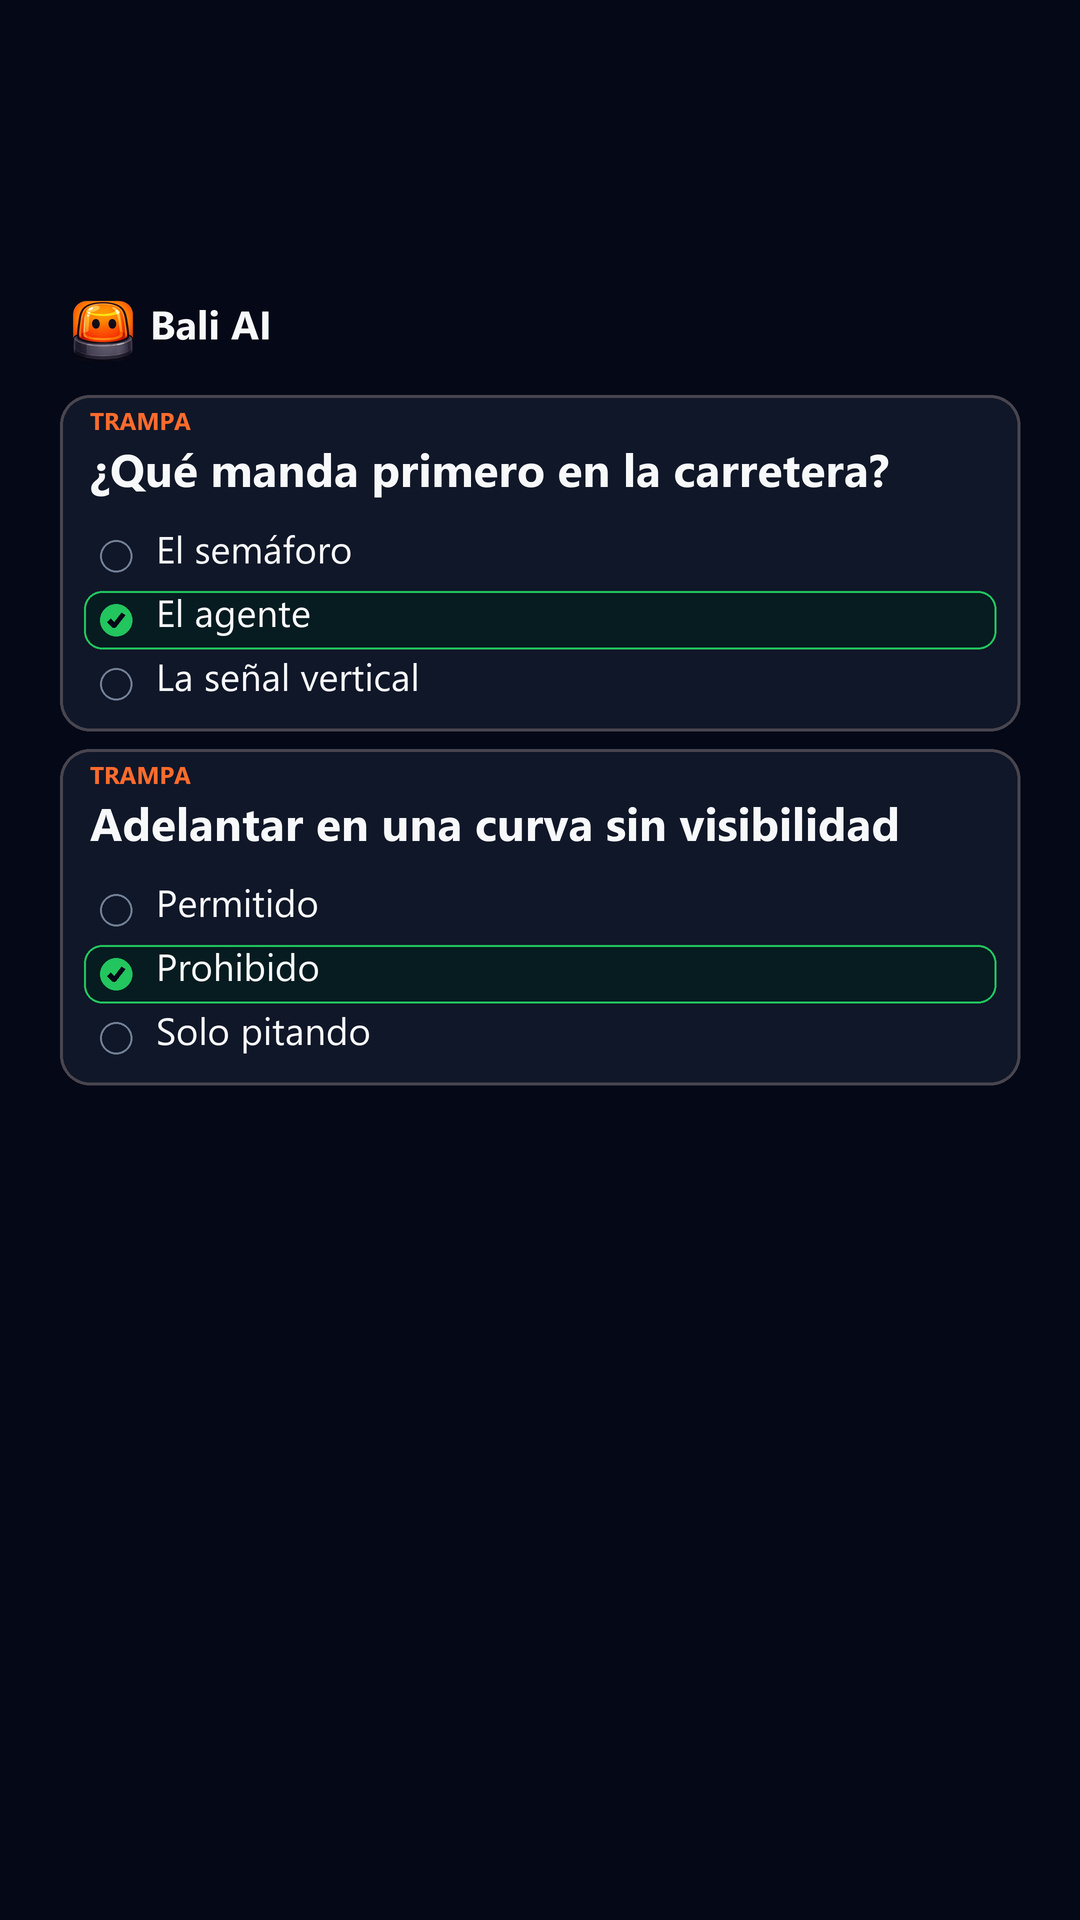 Bali AI
TRAMPA
¿Qué manda primero en la carretera?
El semáforo
El agente
La señal vertical
TRAMPA
Adelantar en una curva sin visibilidad
Permitido
Prohibido
Solo pitando